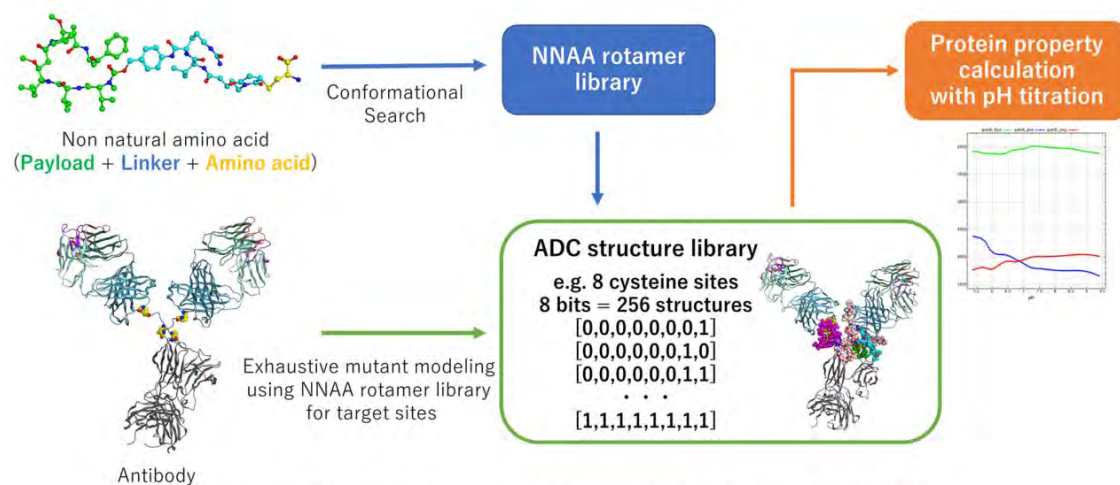 Non natural amino acid
(Payload + Linker + Amino acid)
Conformational
Search
NNAA rotamer
library
Protein property
calculation
with pH titration
pH
Antibody
Exhaustive mutant modeling
using NNAA rotamer library
for target sites
ADC structure library
e.g. 8 cysteine sites
8 bits = 256 structures
[0,0,0,0,0,0,0,1]
[0,0,0,0,0,0,1,0]
[0,0,0,0,0,0,1,1]
. . .
[1,1,1,1,1,1,1,1]